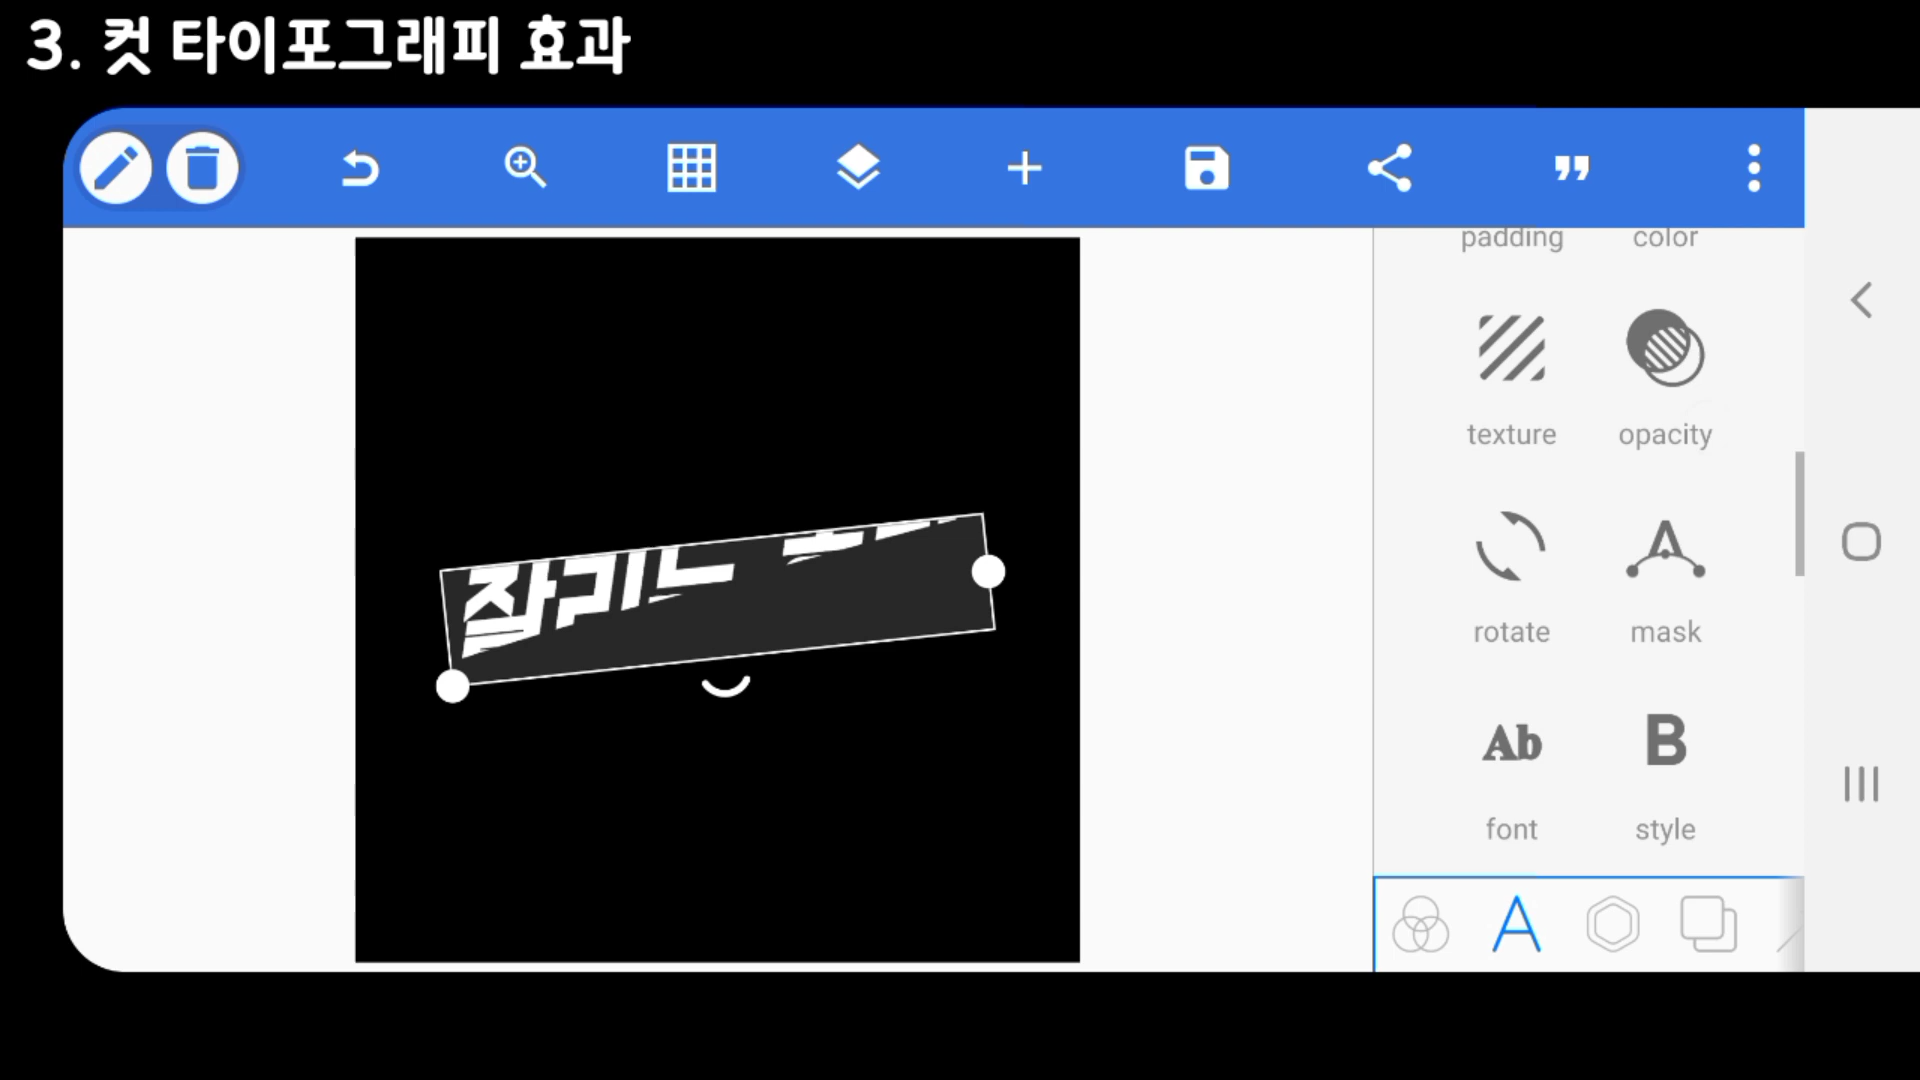 3. 컷 타이포그래피 효과
padding color
texture opacity
rotate mask
Ab B
font style
A